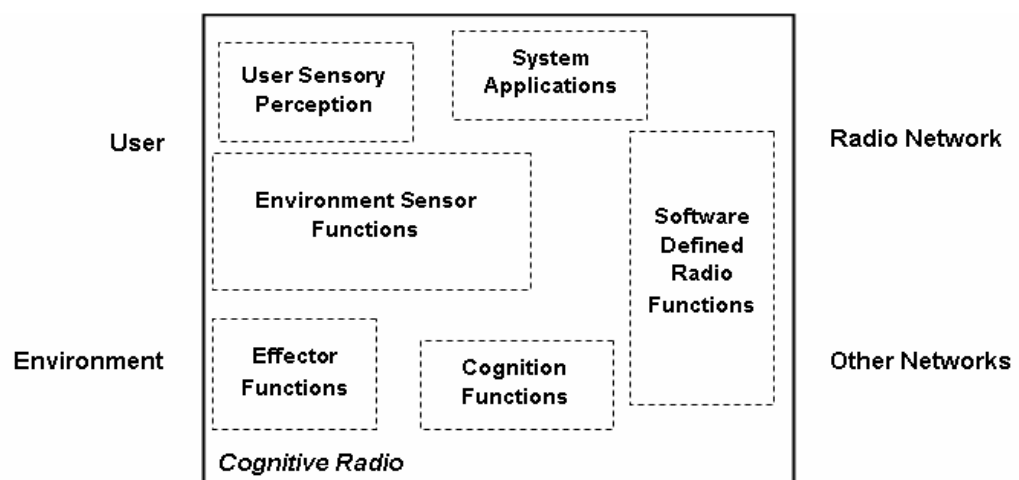 User Sensory
Perception
System
Applications
User
Radio Network
Environment Sensor
Functions
Software
Defined
Radio
Functions
Environment
Effector
Functions
Cognition
Functions
Other Networks
Cognitive Radio